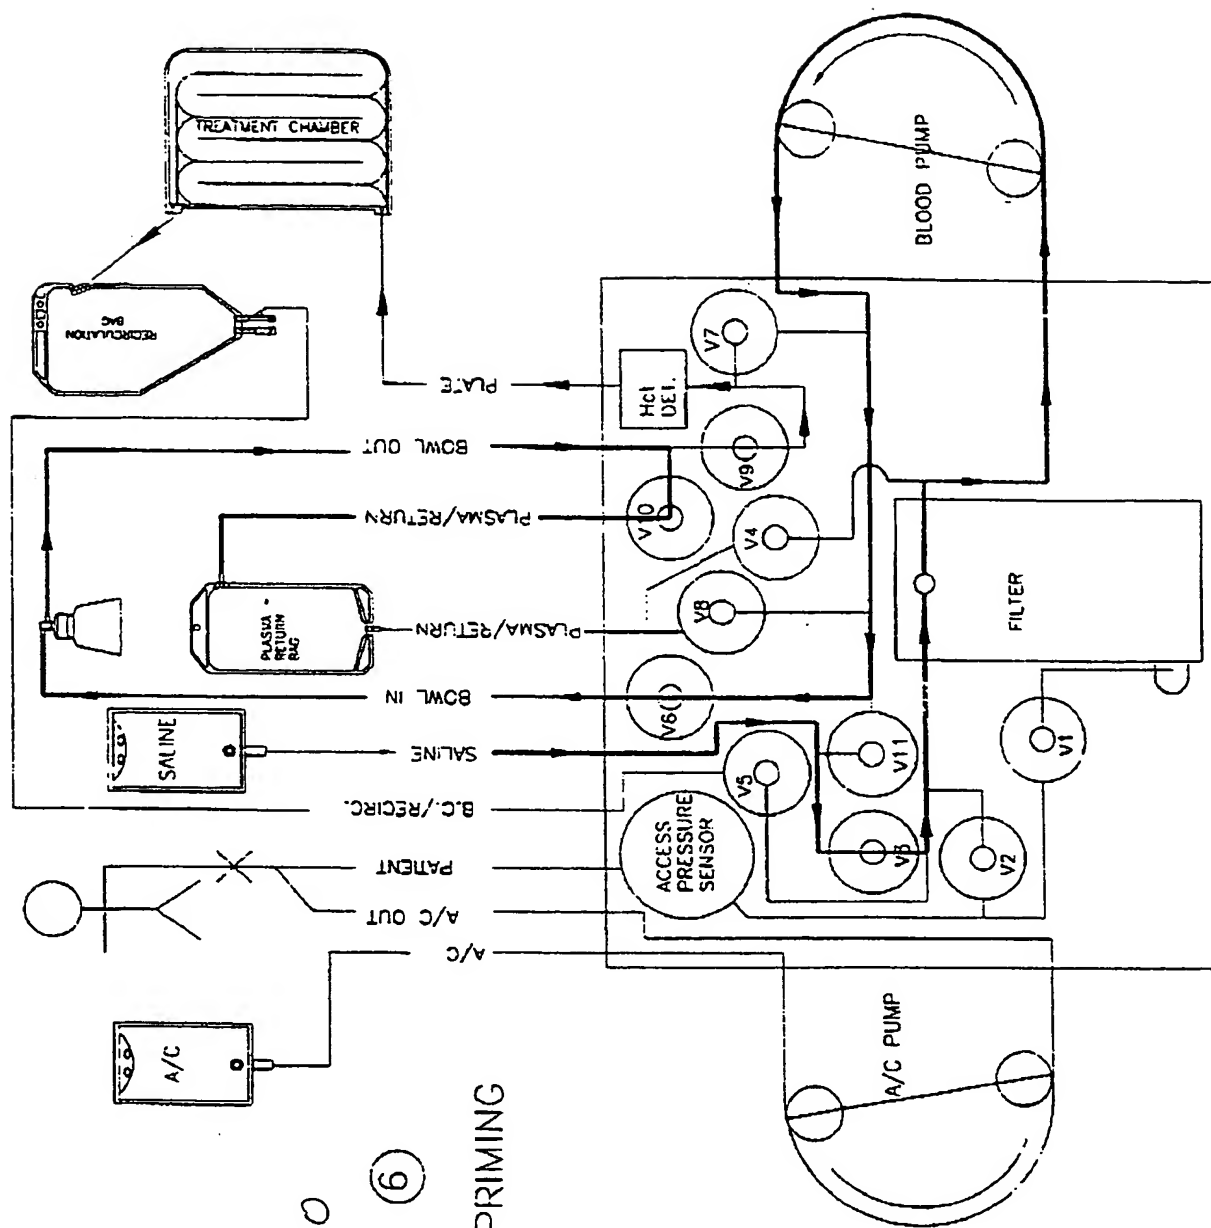 TREATMENT CHAMBER
RECIRCULATION
BAG
BLOOD PUMP
V7
Hct
DET.
PLATE
BOWL OUT
V9
PLASMA/RETURN
V10
V4
PLASMA
RETURN
BAG
PLASMA/RETURN
V8
FILTER
BOWL IN
V6
SALINE
SALINE
V11
V1
B.C./RECIRC.
V5
ACCESS
PRESSURE
SENSOR
V3
V2
PATIENT
A/C OUT
A/C
A/C
A/C PUMP
6
PRIMING